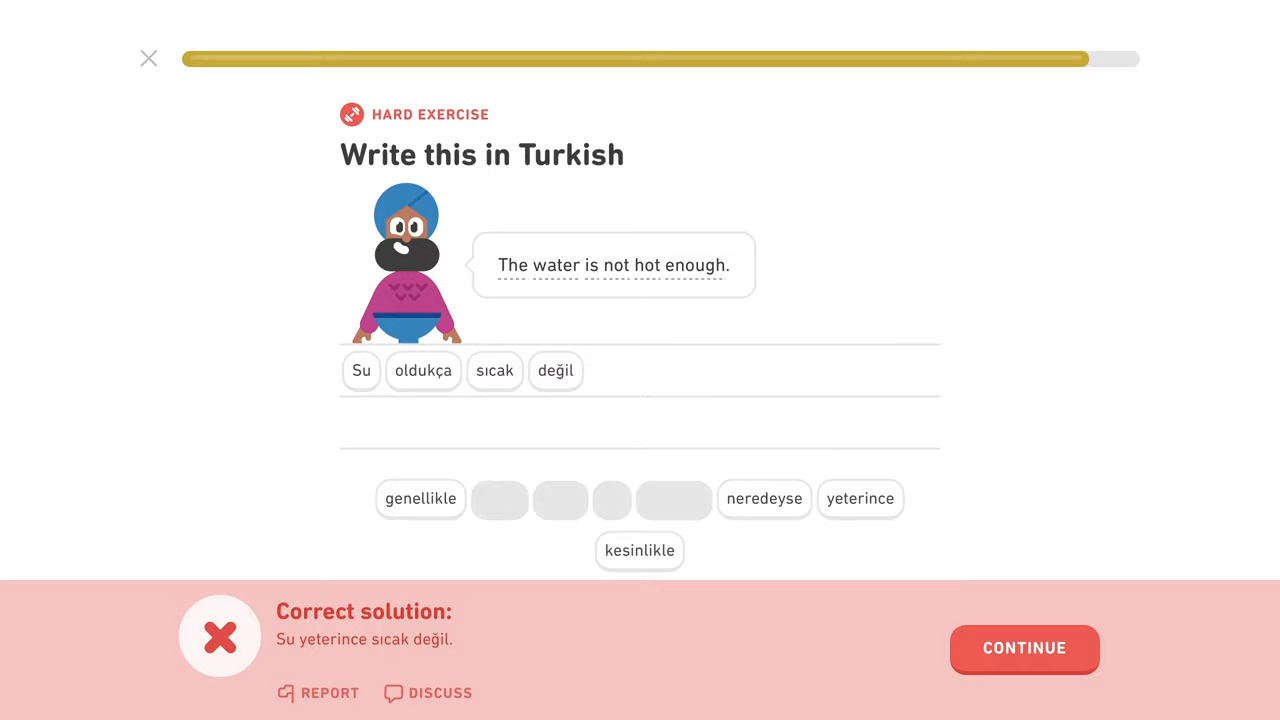 HARD EXERCISE
Write this in Turkish
The water is not hot enough.
Su oldukça sıcak değil
genellikle neredeyse yeterince
kesinlikle
Correct solution:
Su yeterince sıcak değil.
CONTINUE
REPORT DISCUSS